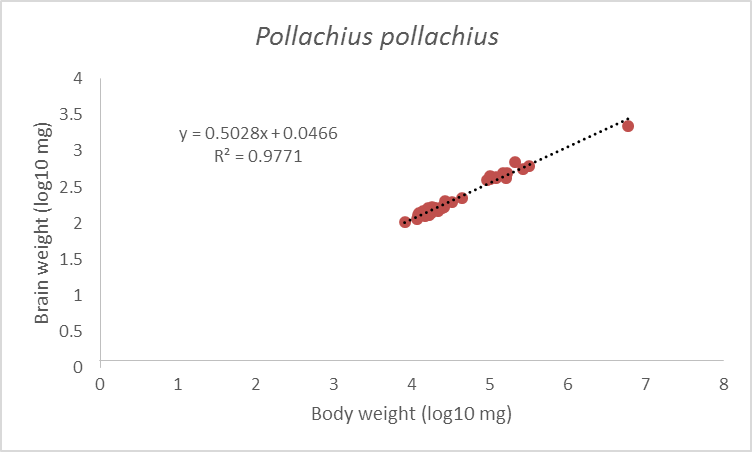 Pollachius pollachius
y = 0.5028x + 0.0466
R² = 0.9771
Brain weight (log10 mg)
4
3.5
3
2.5
2
1.5
1
0.5
0
0 1 2 3 4 5 6 7 8
Body weight (log10 mg)